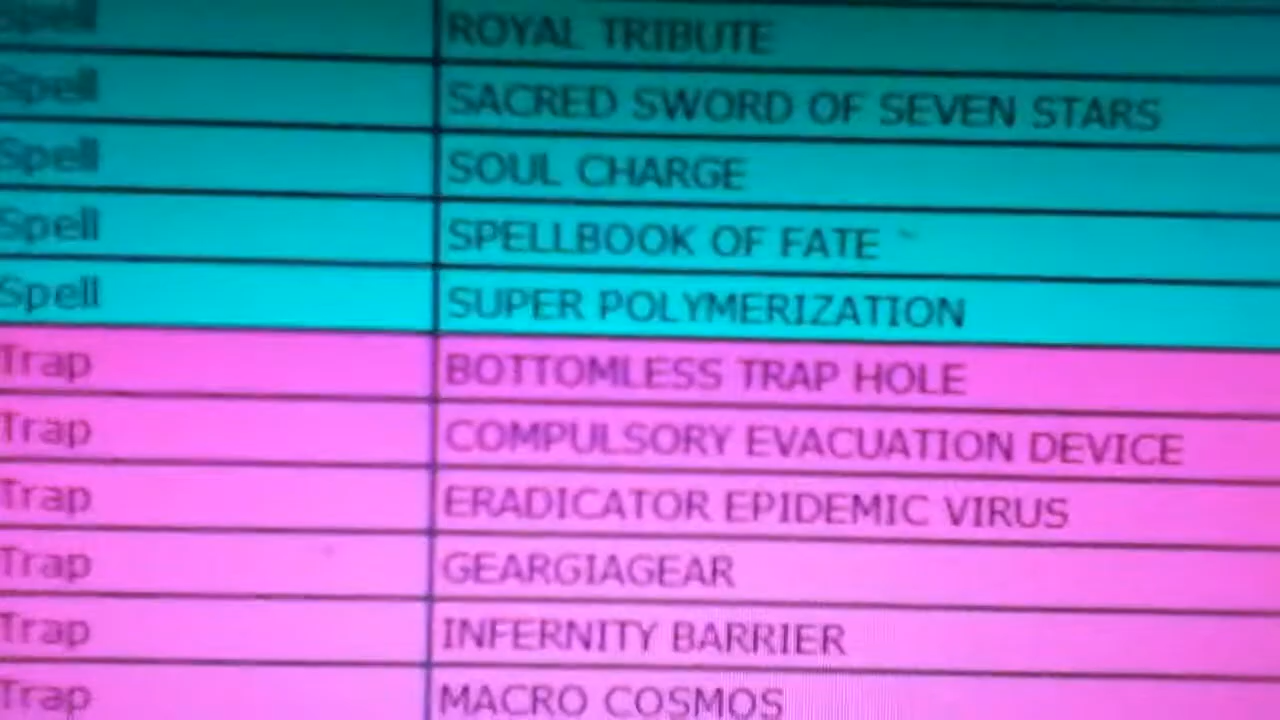 Spell ROYAL TRIBUTE
Spell SACRED SWORD OF SEVEN STARS
Spell SOUL CHARGE
Spell SPELLBOOK OF FATE
Spell SUPER POLYMERIZATION
Trap BOTTOMLESS TRAP HOLE
Trap COMPULSORY EVACUATION DEVICE
Trap ERADICATOR EPIDEMIC VIRUS
Trap GEARGIAGEAR
Trap INFERNITY BARRIER
Trap MACRO COSMOS